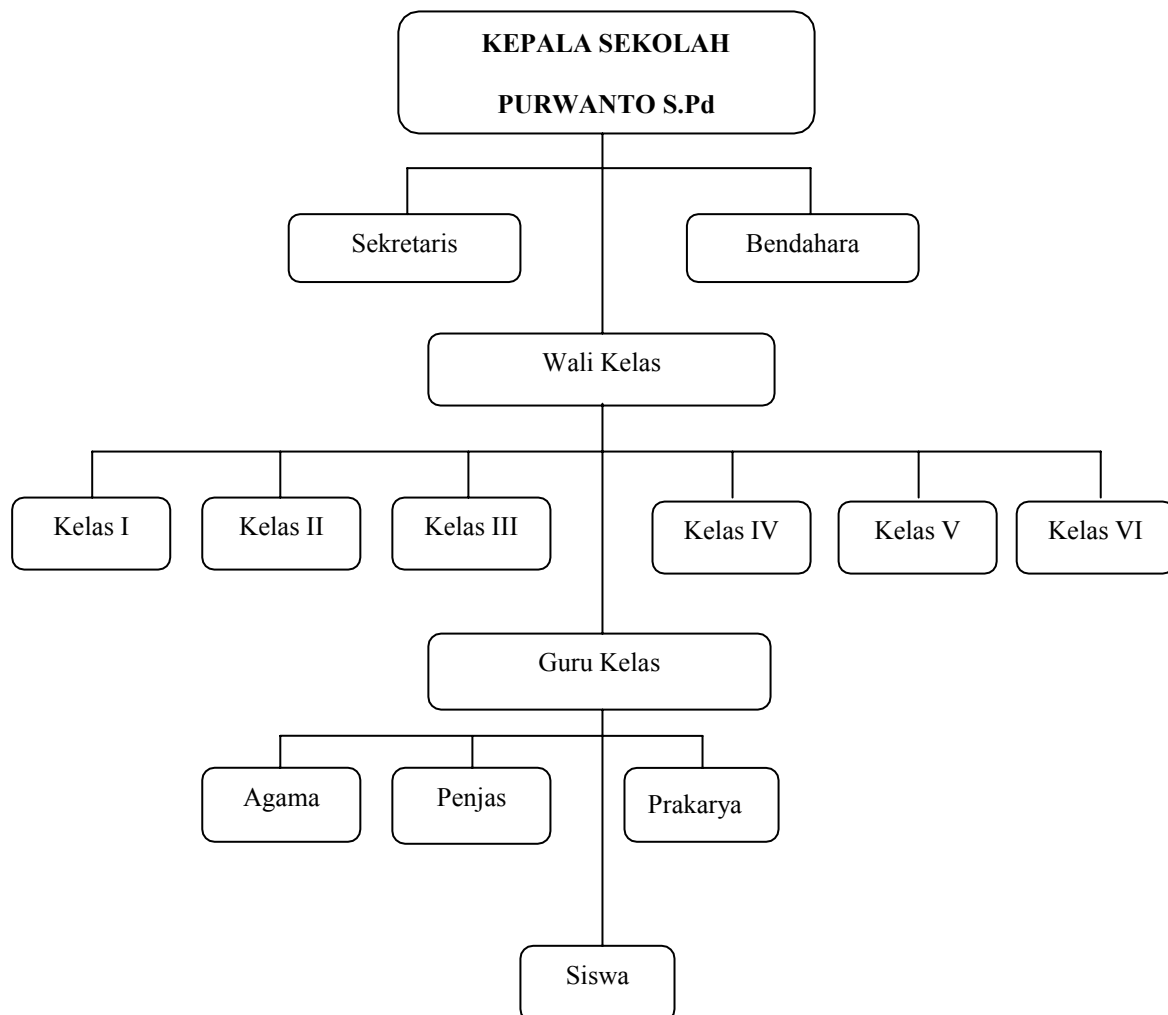 KEPALA SEKOLAH
PURWANTO S.Pd
Sekretaris
Bendahara
Wali Kelas
Kelas I
Kelas II
Kelas III
Kelas IV
Kelas V
Kelas VI
Guru Kelas
Agama
Penjas
Prakarya
Siswa